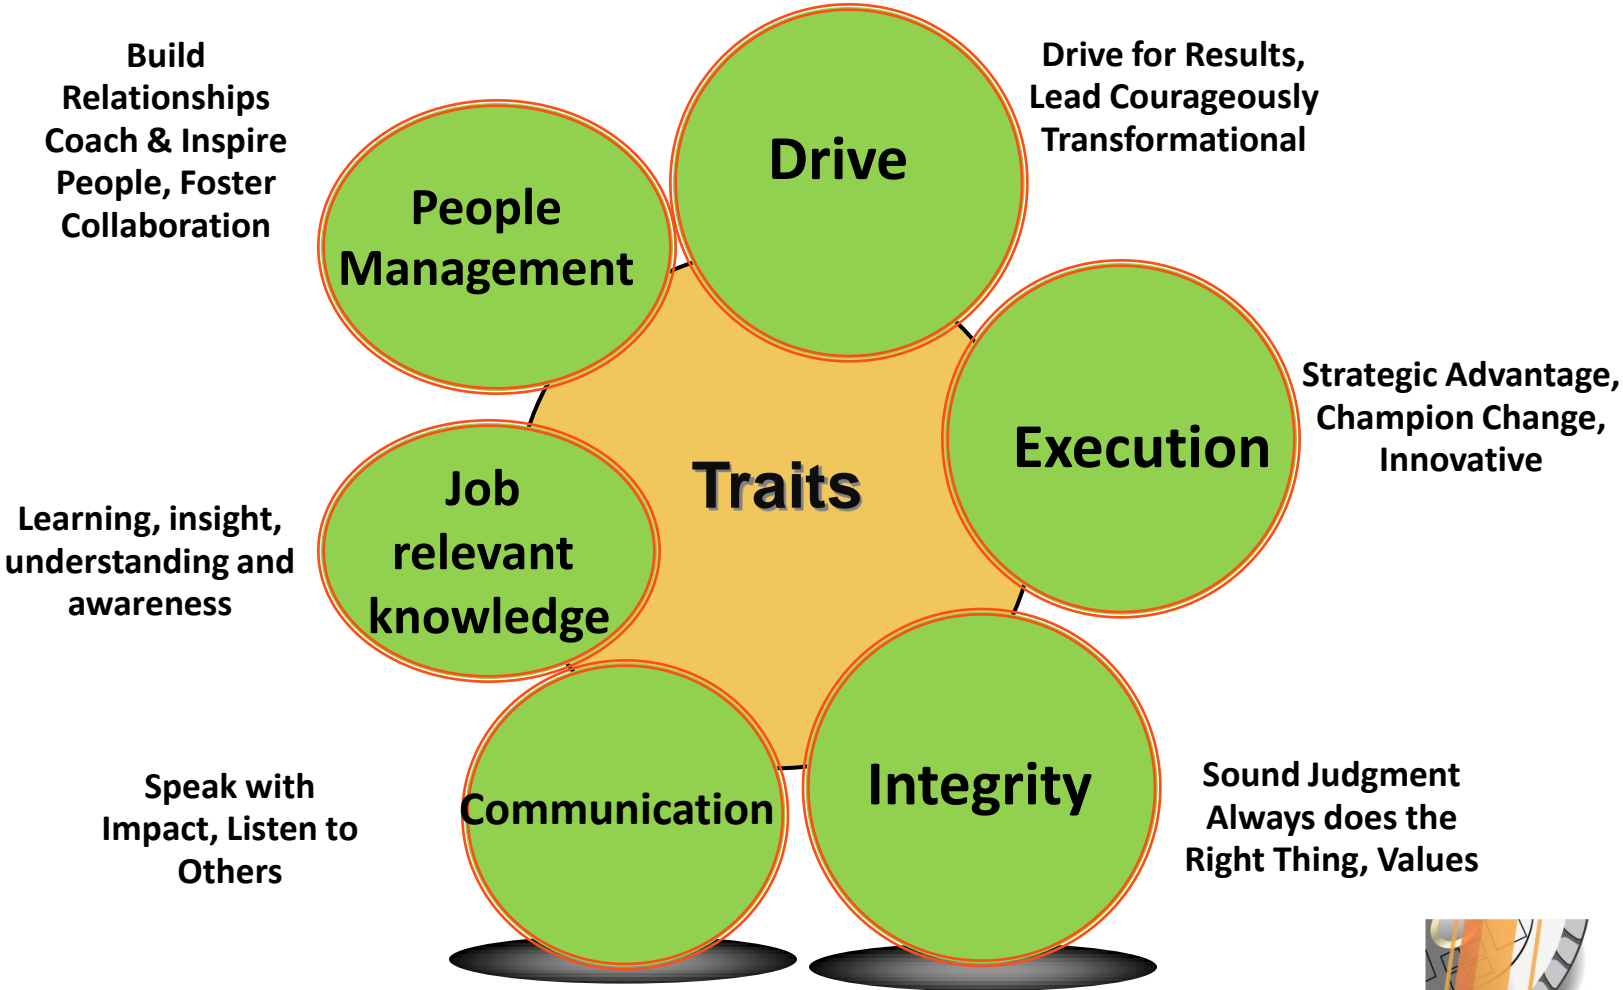 Build
Relationships
Coach & Inspire
People, Foster
Collaboration
People
Management
Drive
Drive for Results,
Lead Courageously
Transformational
Execution
Strategic Advantage,
Champion Change,
Innovative
Traits
Job
relevant
knowledge
Learning, insight,
understanding and
awareness
Communication
Speak with
Impact, Listen to
Others
Integrity
Sound Judgment
Always does the
Right Thing, Values